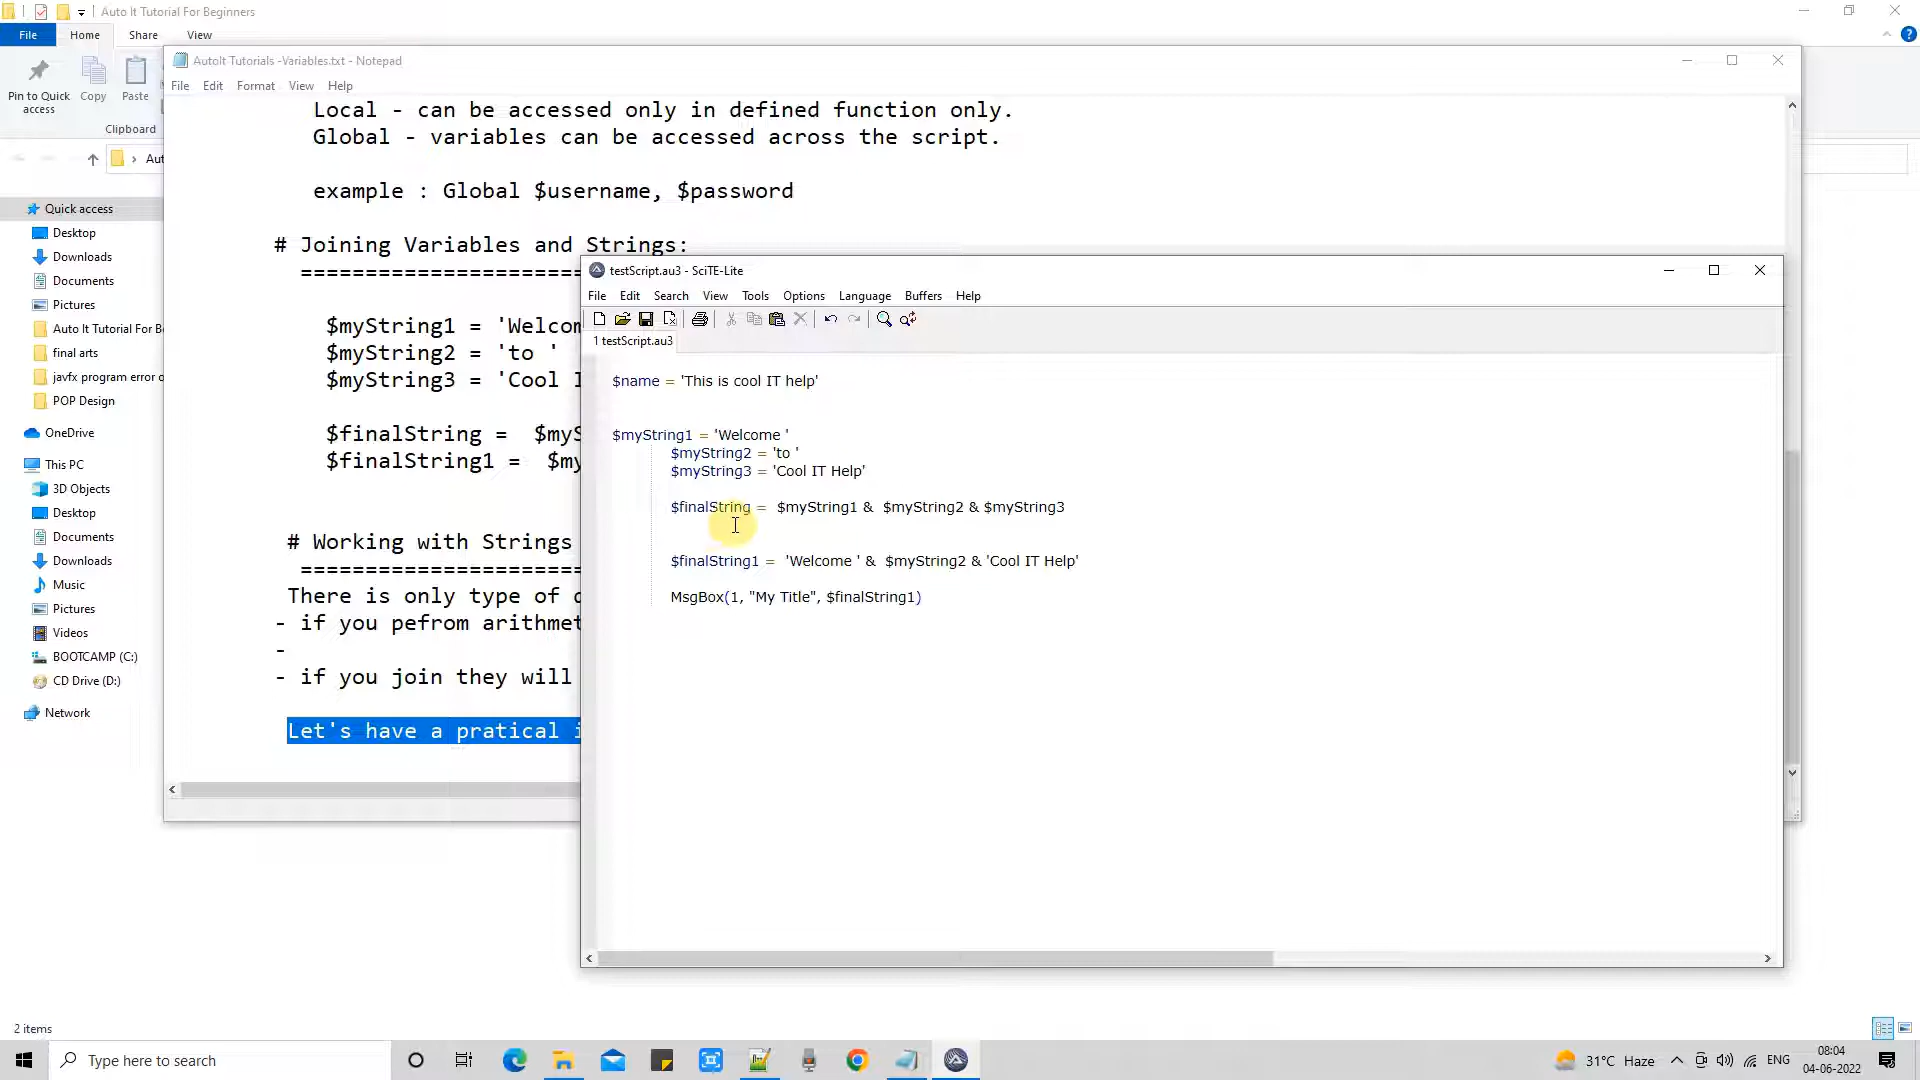 Auto It Tutorial For Beginners
File Home Share View
Pin to Quick access
Copy
Paste
Clipboard
Aut
Quick access
Desktop
Downloads
Documents
Pictures
Auto It Tutorial For B
final arts
javfx program error o
POP Design
OneDrive
This PC
3D Objects
Desktop
Documents
Downloads
Music
Pictures
Videos
BOOTCAMP (C:)
CD Drive (D:)
Network
2 items
AutoIt Tutorials -Variables.txt - Notepad
File Edit Format View Help
Local - can be accessed only in defined function only.
Global - variables can be accessed across the script.
example : Global $username, $password
# Joining Variables and Strings:
======================
$myString1 = 'Welcom
$myString2 = 'to '
$myString3 = 'Cool I
$finalString =  $myS
$finalString1 =  $my
# Working with Strings
======================
There is only type of d
- if you pefrom arithmet
-
- if you join they will
Let's have a pratical i
testScript.au3 - SciTE-Lite
File Edit Search View Tools Options Language Buffers Help
1 testScript.au3
$name = 'This is cool IT help'
$myString1 = 'Welcome '
$myString2 = 'to '
$myString3 = 'Cool IT Help'
$finalString =  $myString1 &  $myString2 & $myString3
$finalString1 =  'Welcome ' &  $myString2 & 'Cool IT Help'
MsgBox(1, "My Title", $finalString1)
Type here to search
31°C Haze
ENG
08:04
04-06-2022